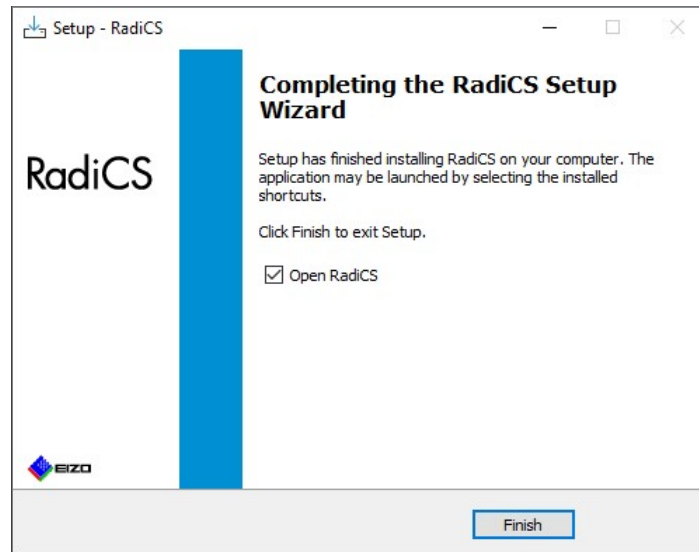 Setup - RadiCS
Completing the RadiCS Setup
Wizard
RadiCS
Setup has finished installing RadiCS on your computer. The
application may be launched by selecting the installed
shortcuts.
Click Finish to exit Setup.
Open RadiCS
EIZO
Finish